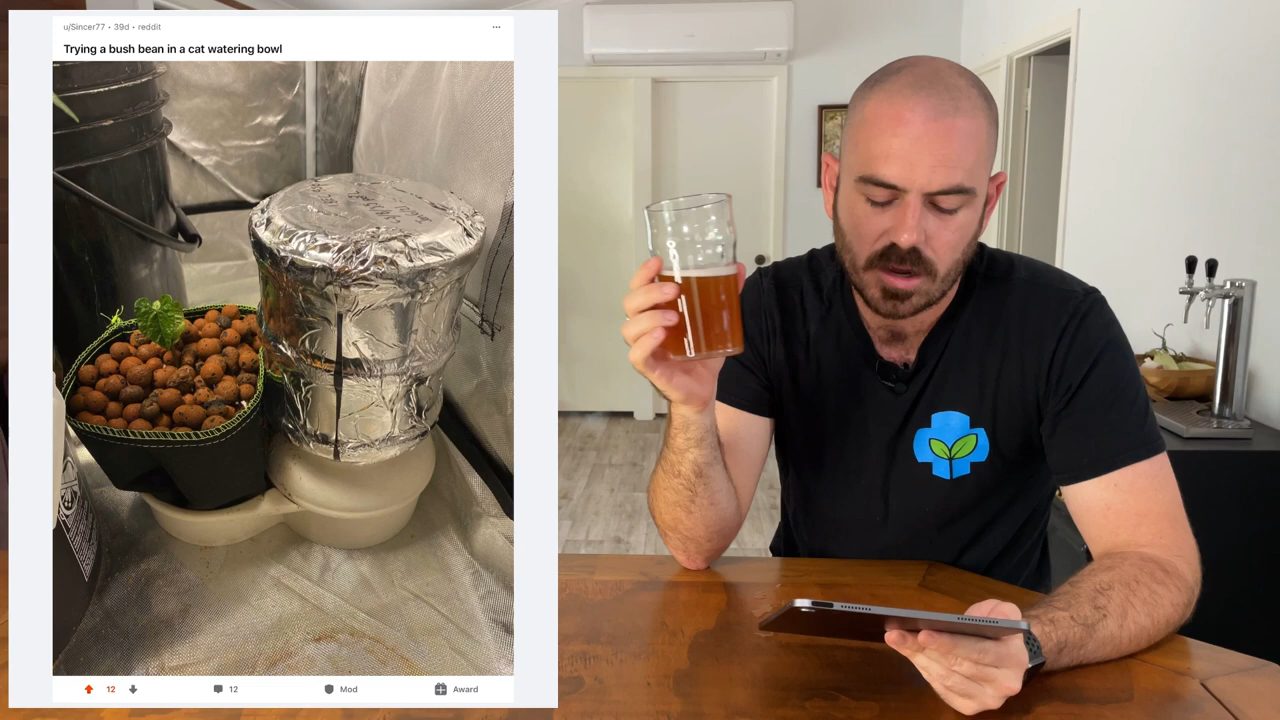 u/Sincer77 • 39d • reddit
Trying a bush bean in a cat watering bowl
12
12
Mod
Award